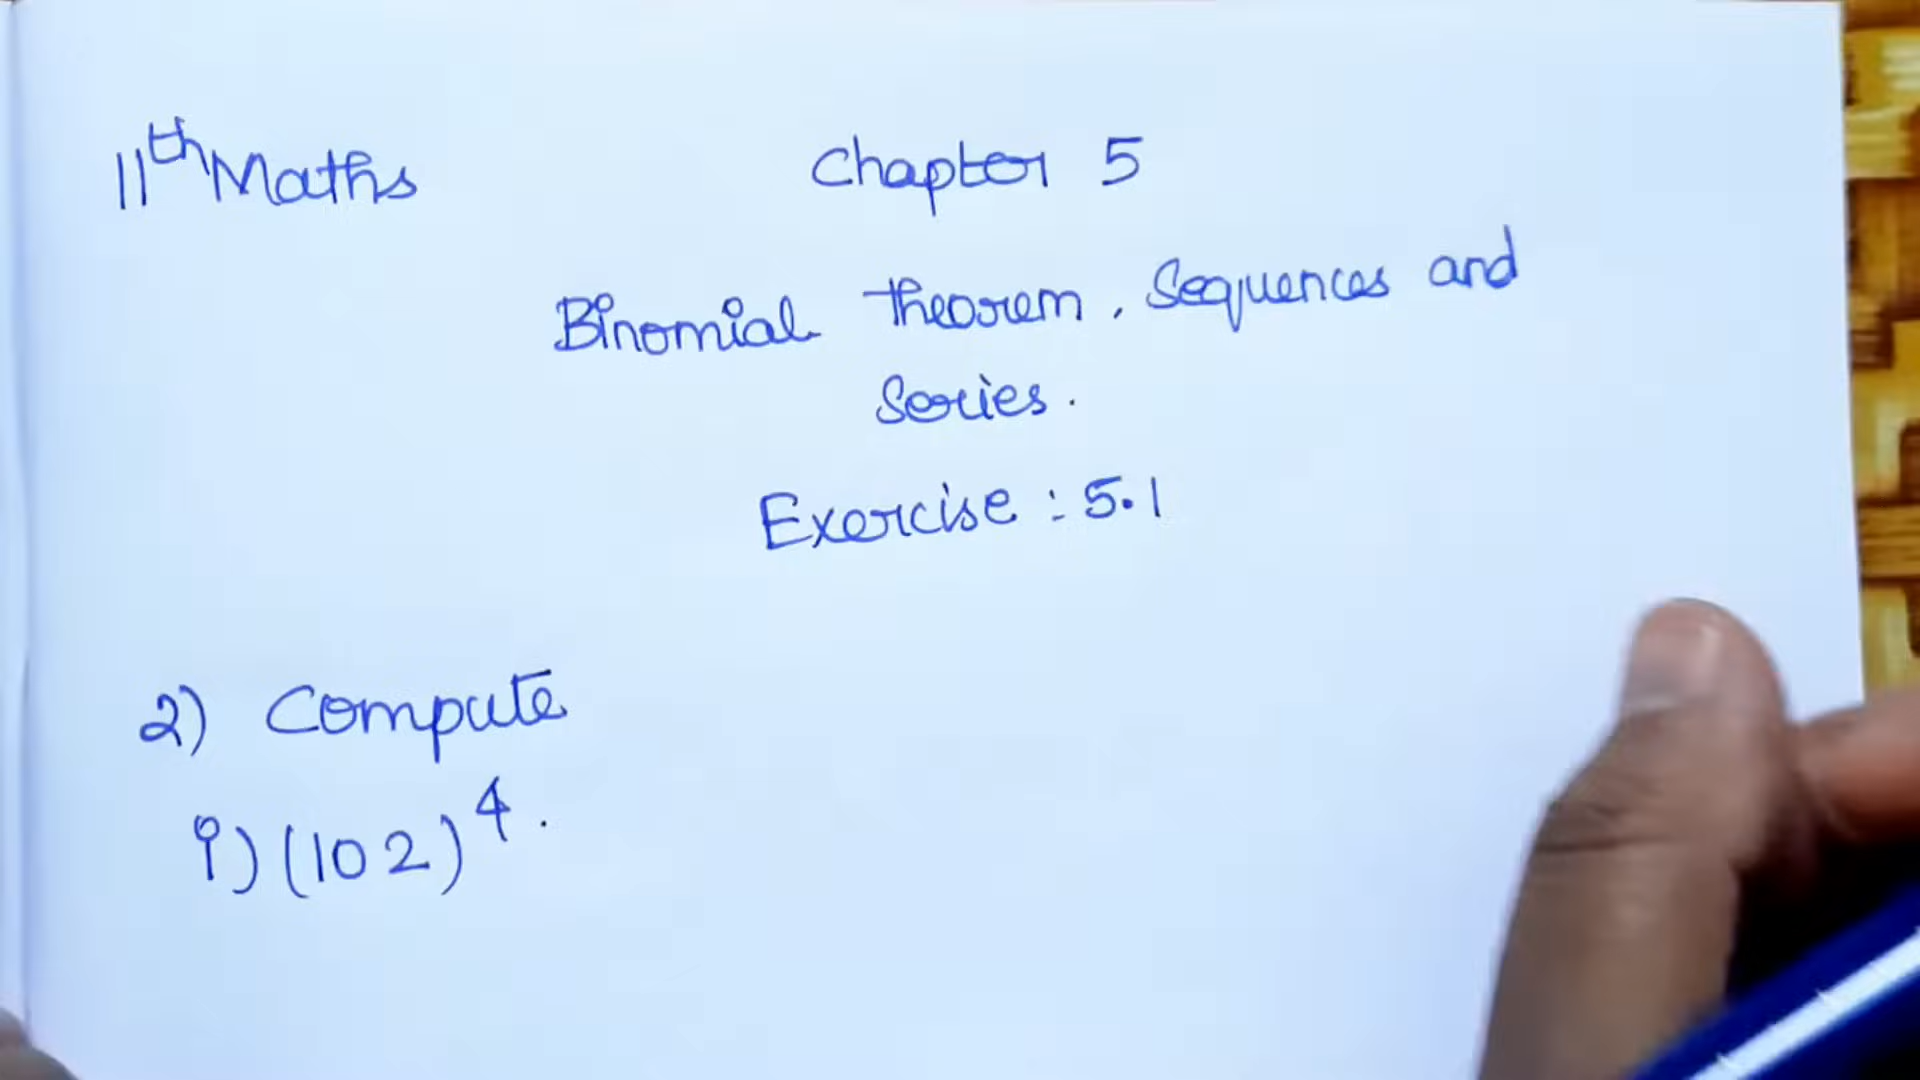 11th Maths Chapter 5
Binomial theorem, Sequences and
Series.
Exercise : 5.1
2) Compute
i) (102)^4.